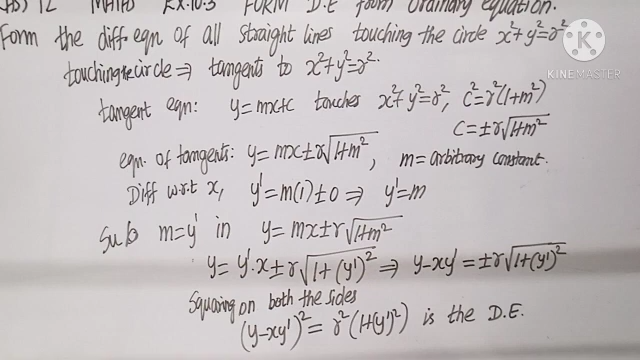 12 MATHS EX.10.3 FORM D.E from ordinary equation.
Form the diff. eqn of all straight lines touching the circle x²+y²=r²
touching the circle ⇒ tangents to x²+y²=r².
KINEMASTER
tangent eqn: y=mx+c touches x²+y²=r², c²=r²(1+m²)
c=±r√(1+m²)
eqn. of tangents: y=mx±r√(1+m²), m=arbitrary constant.
Diff w.r.t x, y'=m(1)±0 ⇒ y'=m
Sub m=y' in y=mx±r√(1+m²)
y=y'.x±r√(1+(y')²) ⇒ y-xy'=±r√(1+(y')²)
Squaring on both the sides
(y-xy')²=r²(1+(y')²) is the D.E.